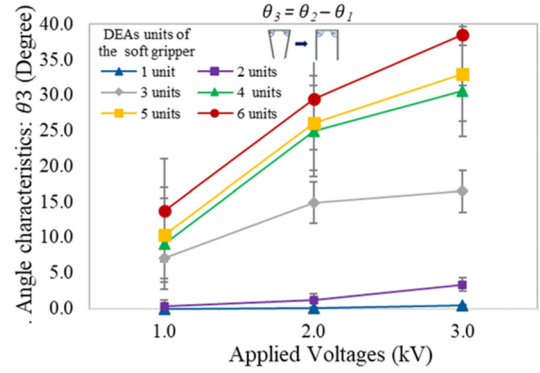 θ3 = θ2 − θ1
40.0
35.0
30.0
25.0
20.0
15.0
10.0
5.0
0.0
. Angle characteristics: θ3 (Degree)
DEAs units of
the soft gripper
1 unit
2 units
3 units
4 units
5 units
6 units
1.0
2.0
3.0
Applied Voltages (kV)